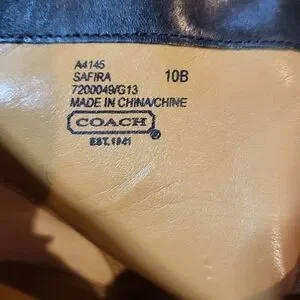 A4145
SAFIRA 10B
7200049/G13
MADE IN CHINA/CHINE
COACH
EST. 1941